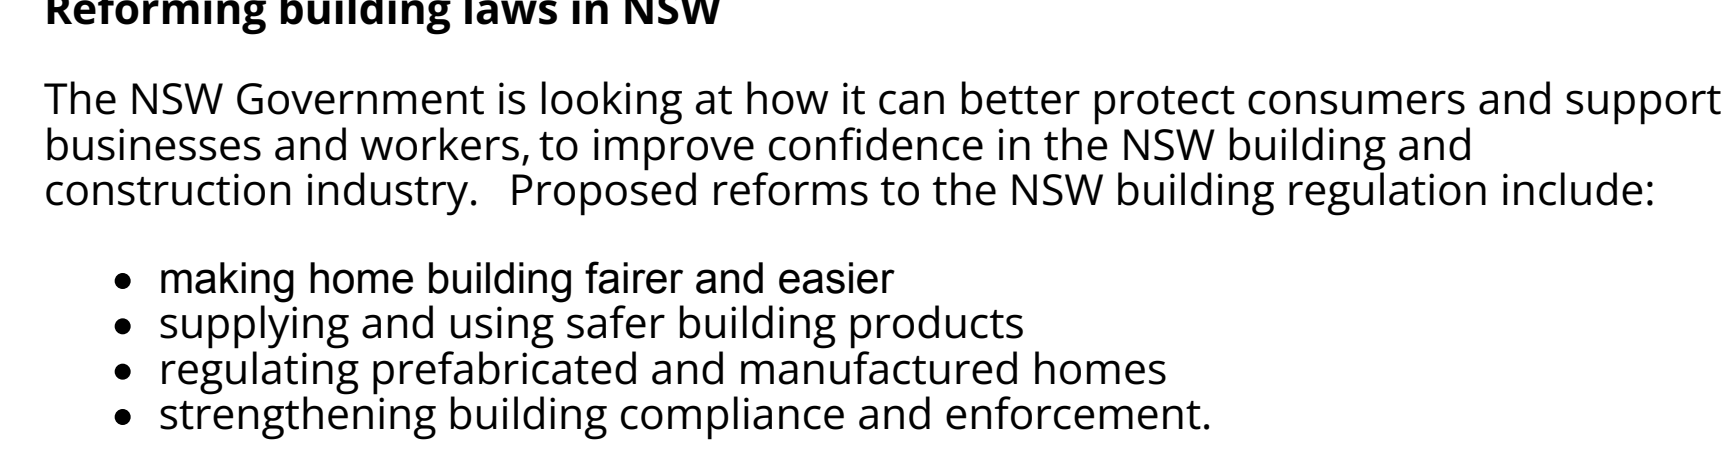 Reforming building laws in NSW
The NSW Government is looking at how it can better protect consumers and support
businesses and workers, to improve confidence in the NSW building and
construction industry.   Proposed reforms to the NSW building regulation include:
• making home building fairer and easier
• supplying and using safer building products
• regulating prefabricated and manufactured homes
• strengthening building compliance and enforcement.